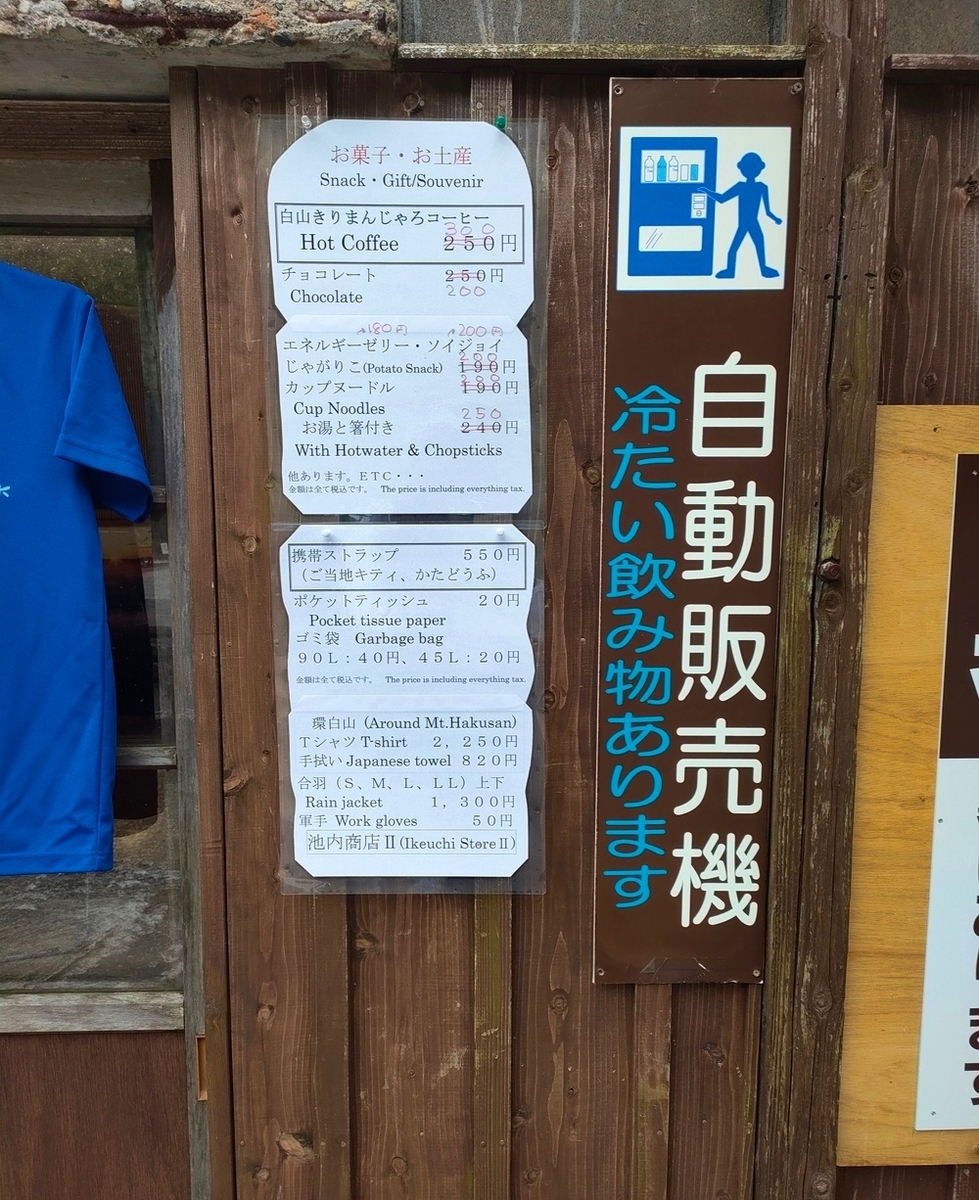 お菓子・お土産
Snack・Gift/Souvenir
白山きりまんじゃろコーヒー
300
Hot Coffee 250円
チョコレート 250円
Chocolate 200
180円 200円
エネルギーゼリー・ソイジョイ
200
じゃがりこ(Potato Snack) 190円
200
カップヌードル 190円
Cup Noodles 250
お湯と箸付き 240円
With Hotwater & Chopsticks
他あります。ETC・・・
金額は全て税込です。 The price is including everything tax.
携帯ストラップ 550円
(ご当地キティ、かたどうふ)
ポケットティッシュ 20円
Pocket tissue paper
ゴミ袋 Garbage bag
90L：40円、45L：20円
金額は全て税込です。 The price is including everything tax.
環白山 (Around Mt.Hakusan)
Tシャツ T-shirt 2，250円
手拭い Japanese towel 820円
合羽（S、M、L、LL）上下
Rain jacket 1，300円
軍手 Work gloves 50円
池内商店Ⅱ(Ikeuchi StoreⅡ)
自動販売機
冷たい飲み物あります